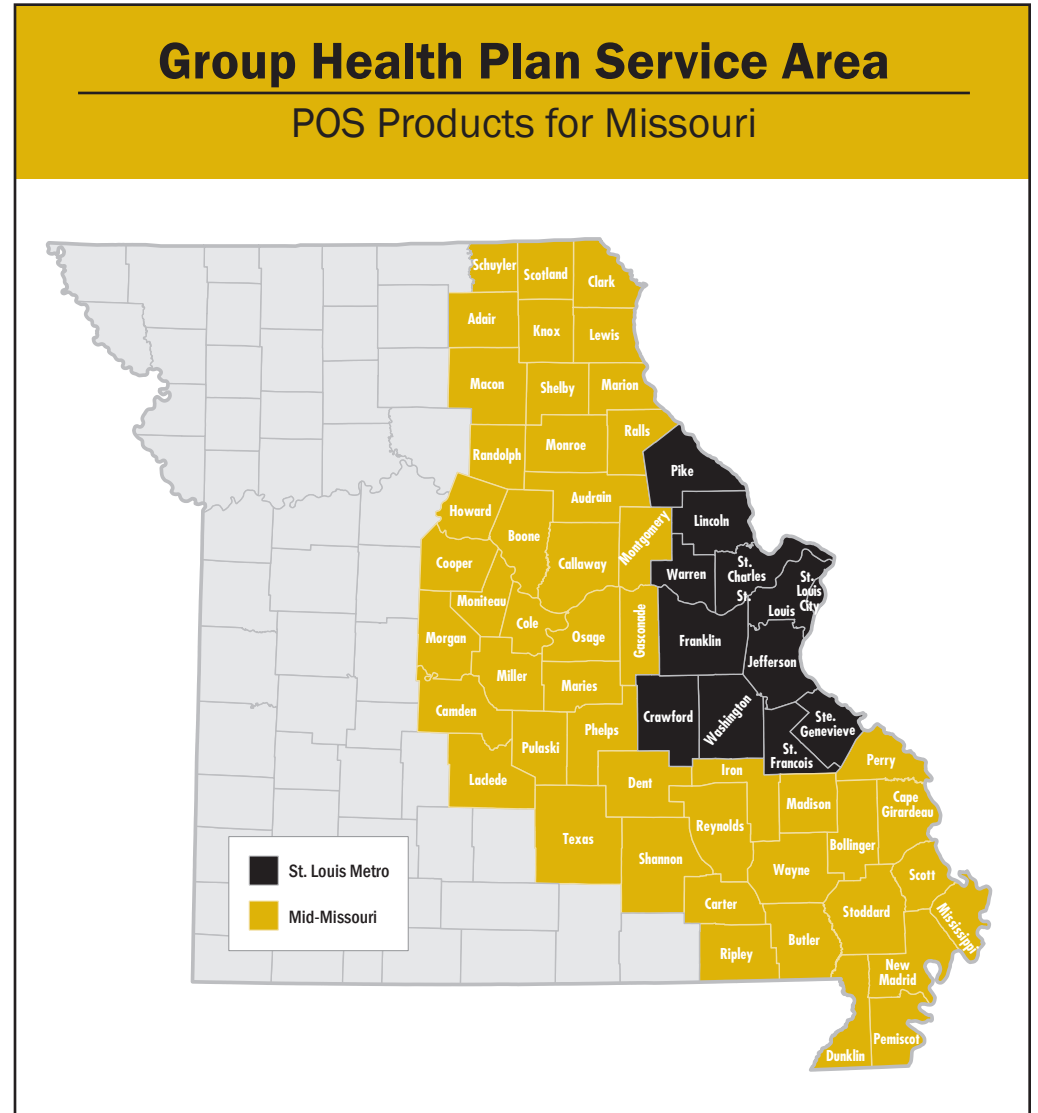 Group Health Plan Service Area
POS Products for Missouri
Schuyler
Scotland
Clark
Adair
Knox
Lewis
Macon
Shelby
Marion
Randolph
Monroe
Ralls
Pike
Howard
Boone
Audrain
Montgomery
Lincoln
Cooper
Callaway
Warren
St.
Charles
St.
Louis
City
St.
Louis
Moniteau
Cole
Osage
Gasconade
Franklin
Morgan
Miller
Maries
Jefferson
Camden
Pulaski
Phelps
Crawford
Washington
Ste.
Genevieve
St.
Francois
Laclede
Dent
Iron
Perry
Texas
Shannon
Reynolds
Madison
Cape
Girardeau
Bollinger
Wayne
Scott
Carter
Stoddard
Mississippi
Ripley
Butler
New
Madrid
Dunklin
Pemiscot
St. Louis Metro
Mid-Missouri